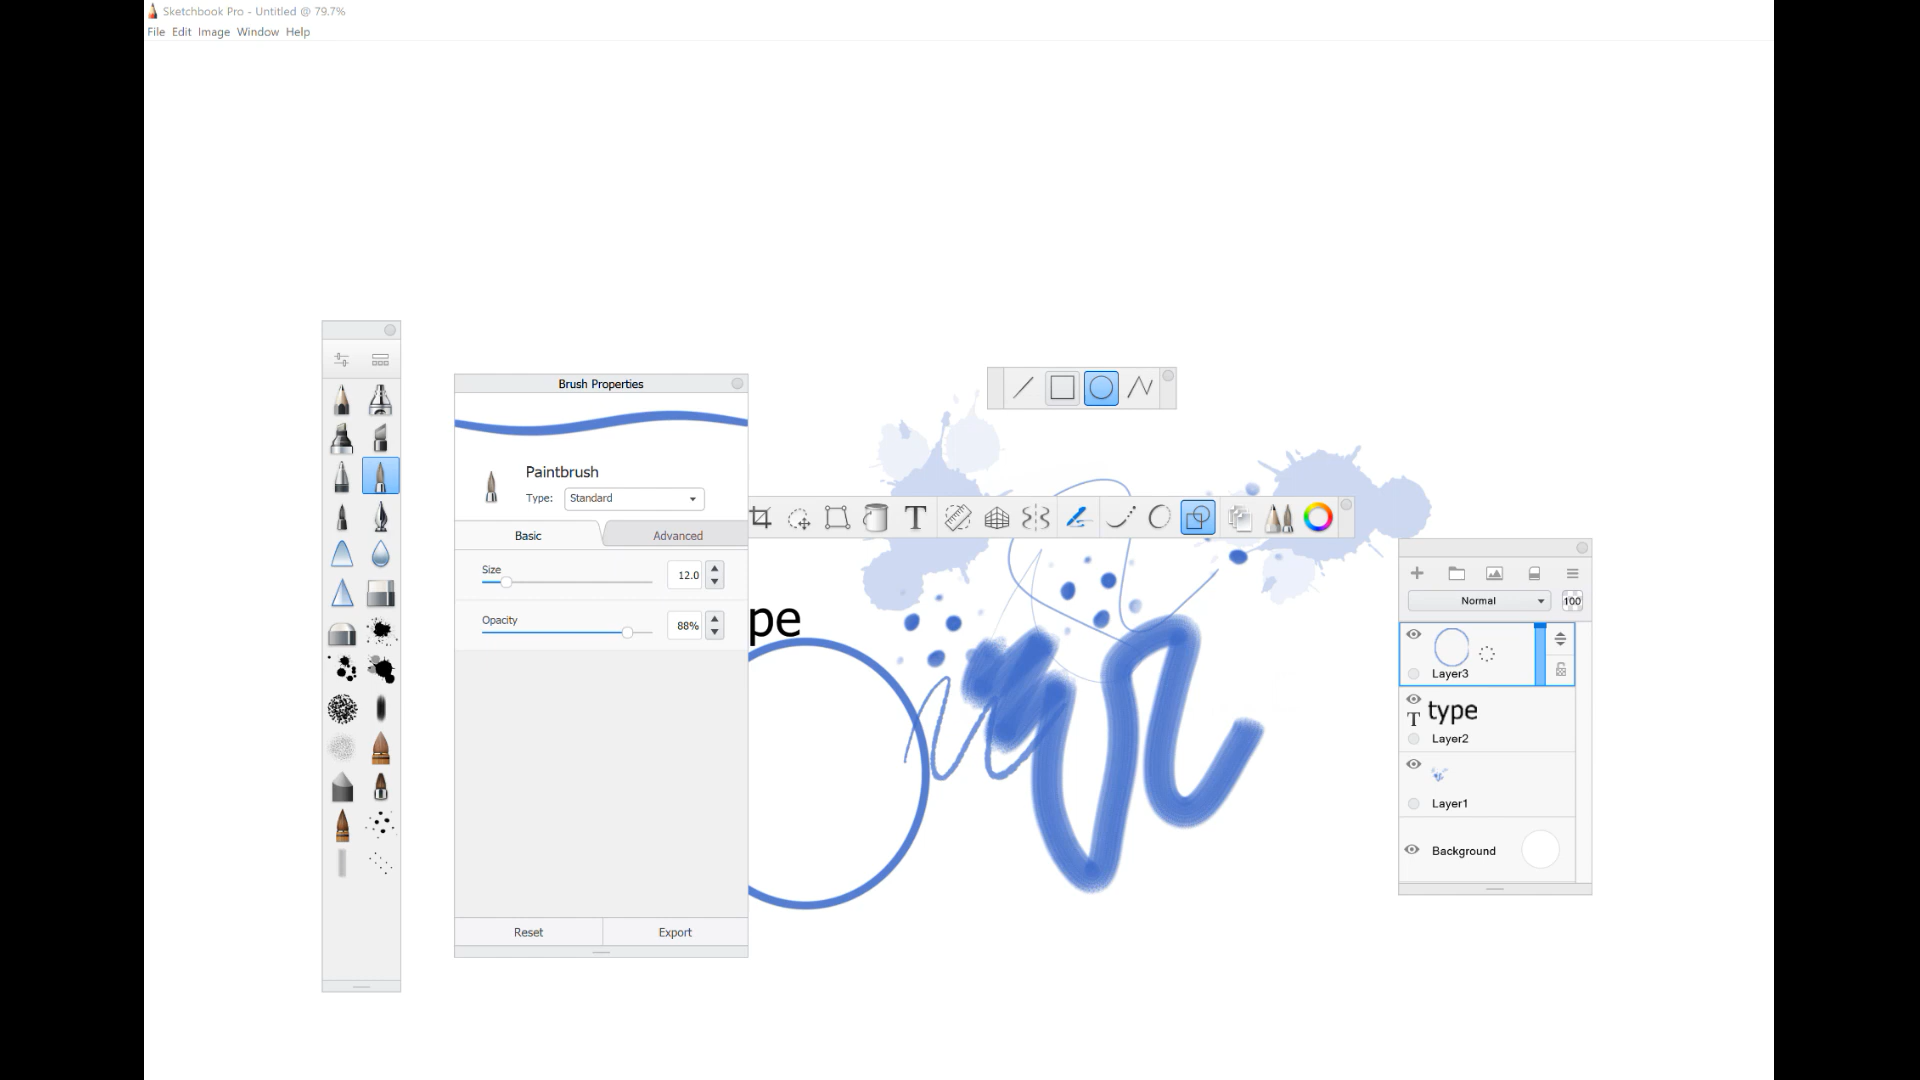 Sketchbook Pro - Untitled @ 79.7%
File Edit Image Window Help
Brush Properties
Paintbrush
Type: Standard
Basic Advanced
Size
12.0
Opacity
88%
Reset Export
T
ype
Normal 100
Layer3
T type
Layer2
Layer1
Background